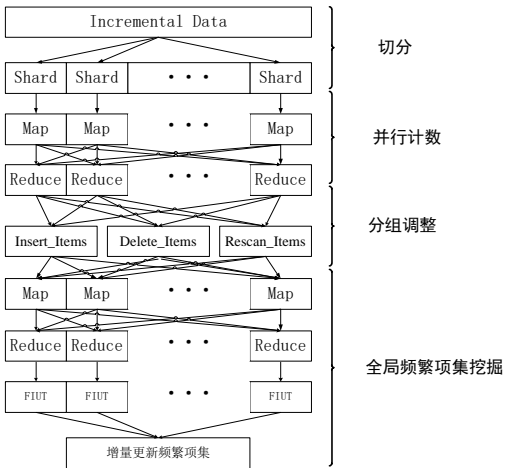 Incremental Data
切分
Shard Shard ··· Shard
Map Map ··· Map
并行计数
Reduce Reduce ··· Reduce
分组调整
Insert_Items Delete_Items Rescan_Items
Map Map ··· Map
Reduce Reduce ··· Reduce
全局频繁项集挖掘
FIUT FIUT ··· FIUT
增量更新频繁项集